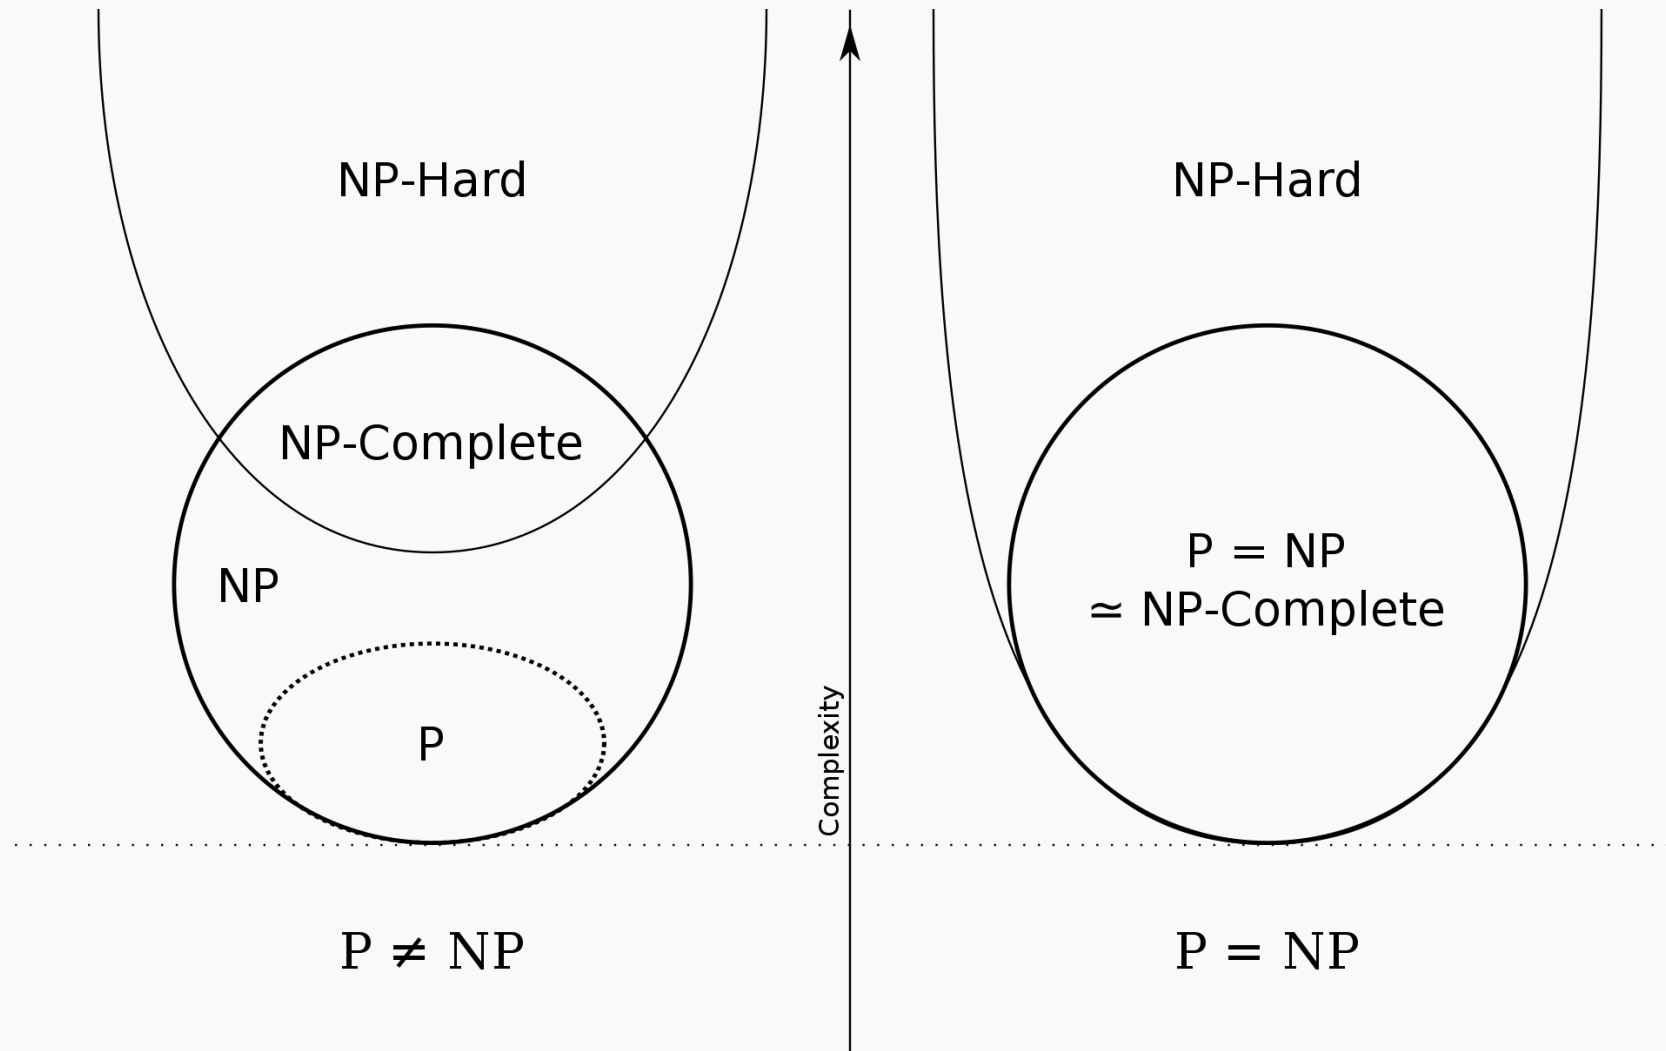 NP-Hard
NP-Complete
NP
P
P ≠ NP
Complexity
NP-Hard
P = NP
≃ NP-Complete
P = NP